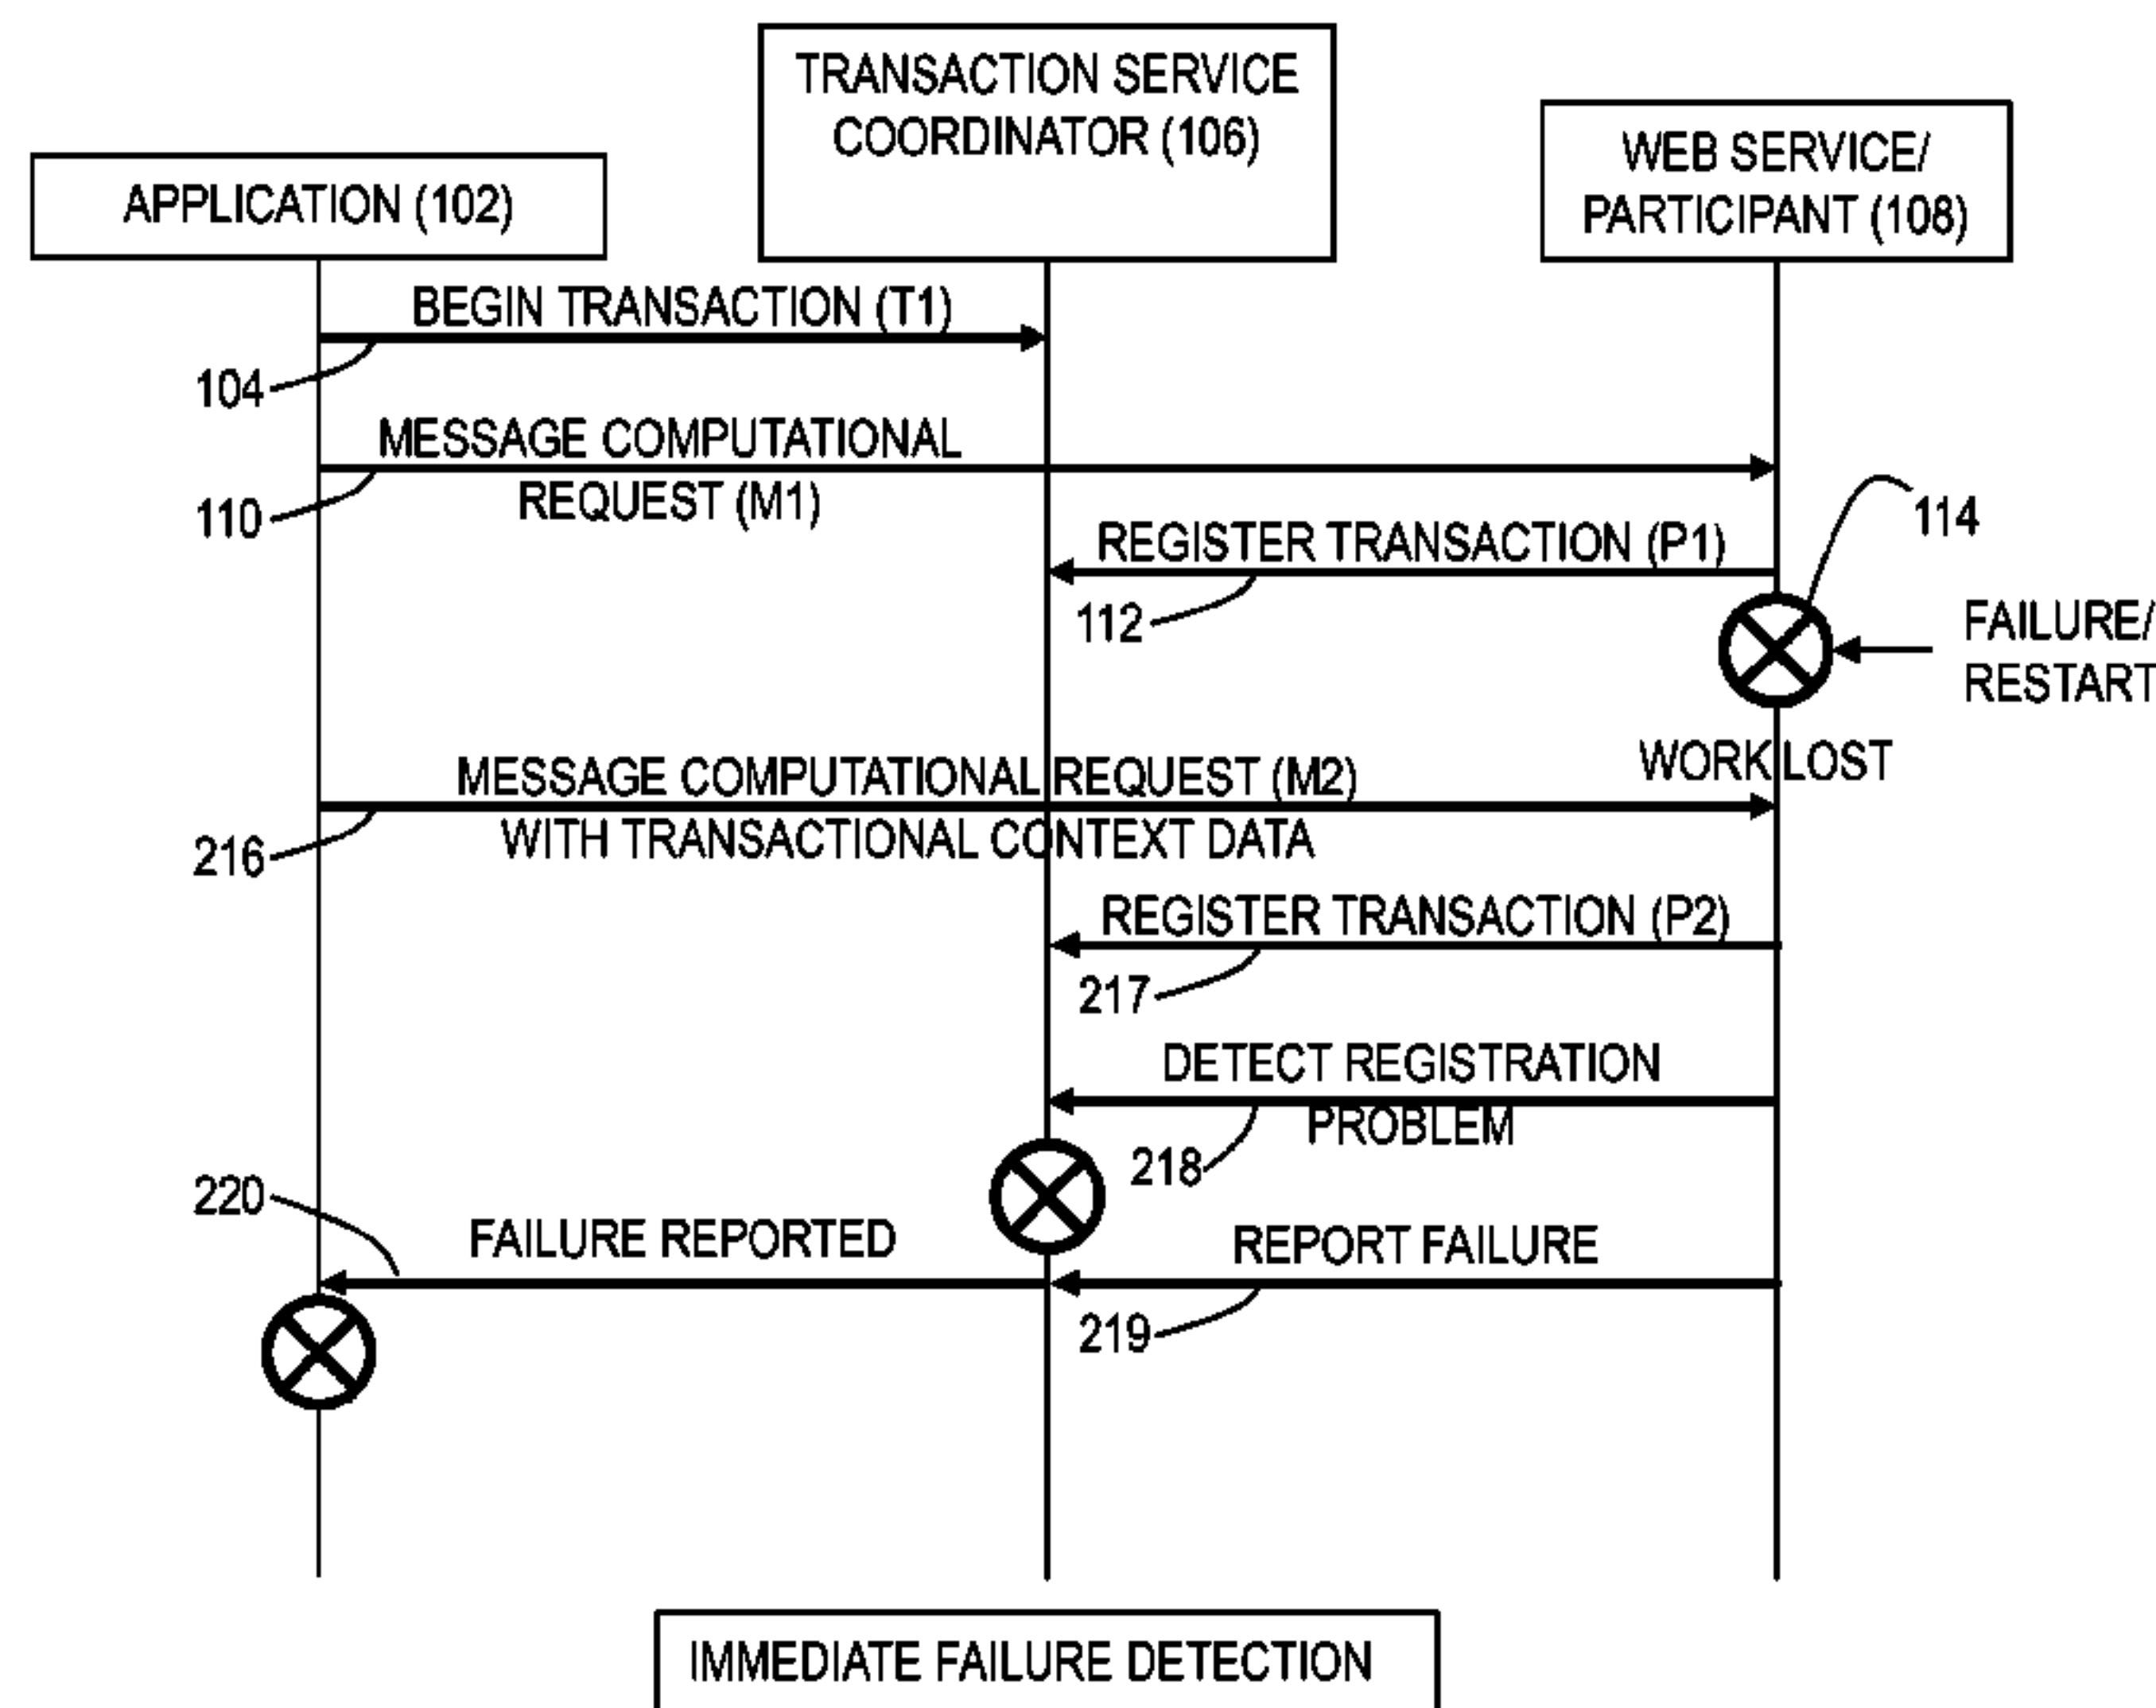 TRANSACTION SERVICE
COORDINATOR (106)
WEB SERVICE/
PARTICIPANT (108)
APPLICATION (102)
BEGIN TRANSACTION (T1)
104
MESSAGE COMPUTATIONAL
REQUEST (M1)
110
114
REGISTER TRANSACTION (P1)
112
FAILURE/
RESTART
WORK LOST
MESSAGE COMPUTATIONAL REQUEST (M2)
WITH TRANSACTIONAL CONTEXT DATA
216
REGISTER TRANSACTION (P2)
217
DETECT REGISTRATION
PROBLEM
218
220
FAILURE REPORTED
REPORT FAILURE
219
IMMEDIATE FAILURE DETECTION